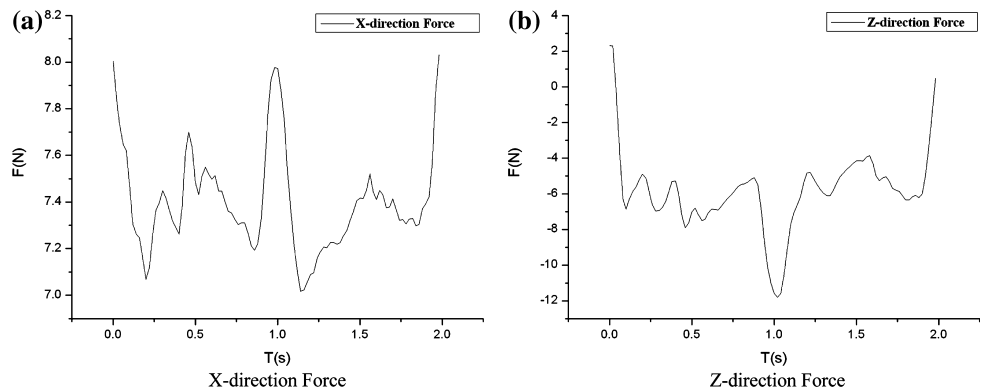 (a)
8.2
8.0
7.8
7.6
7.4
7.2
7.0
F(N)
X-direction Force
0.0 0.5 1.0 1.5 2.0
T(s)
X-direction Force
(b)
4
2
0
-2
-4
-6
-8
-10
-12
F(N)
Z-direction Force
0.0 0.5 1.0 1.5 2.0
T(s)
Z-direction Force